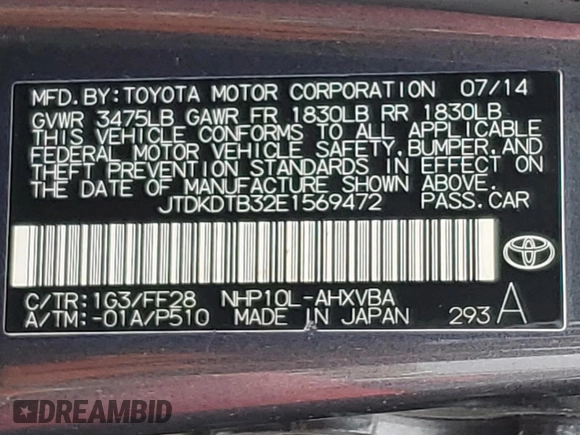 MFD.BY:TOYOTA MOTOR CORPORATION 07/14
GVWR 3475LB GAWR FR 1830LB RR 1830LB
THIS VEHICLE CONFORMS TO ALL APPLICABLE
FEDERAL MOTOR VEHICLE SAFETY,BUMPER,AND
THEFT PREVENTION STANDARDS IN EFFECT ON
THE DATE OF MANUFACTURE SHOWN ABOVE.
JTDKDTB32E1569472 PASS.CAR
C/TR:1G3/FF28 NHP10L-AHXVBA
A/TM:-01A/P510 MADE IN JAPAN 293 A
TOYOTA
DREAMBID